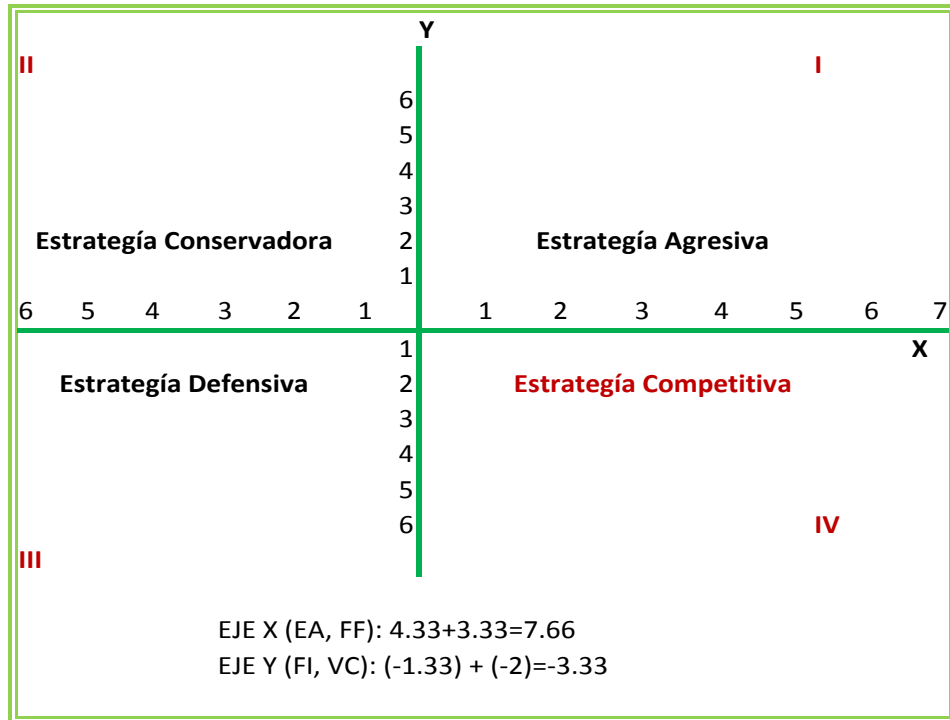 Y
II I
6
5
4
3
Estrategía Conservadora 2 Estrategía Agresiva
1
6 5 4 3 2 1 1 2 3 4 5 6 7
1 X
Estrategía Defensiva 2 Estrategía Competitiva
3
4
5
6 IV
III
EJE X (EA, FF): 4.33+3.33=7.66
EJE Y (FI, VC): (-1.33) + (-2)=-3.33